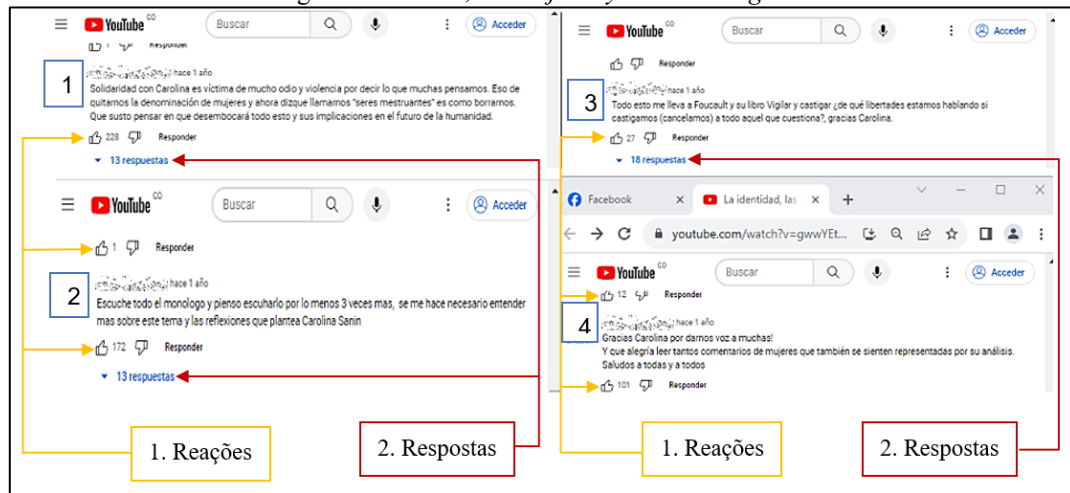 YouTube CO
Buscar
Acceder
Responder
1
hace 1 año
Solidaridad con Carolina es víctima de mucho odio y violencia por decir lo que muchas pensamos. Eso de
quitarnos la denominación de mujeres y ahora dizque llamarnos "seres mestruantes" es como borrarnos.
Que susto pensar en que desembocará todo esto y sus implicaciones en el futuro de la humanidad.
228 Responder
13 respuestas
YouTube CO
Buscar
Acceder
1 Responder
2
hace 1 año
Escuche todo el monologo y pienso escuharlo por lo menos 3 veces mas, se me hace necesario entender
mas sobre este tema y las reflexiones que plantea Carolina Sanin
172 Responder
13 respuestas
1. Reações
2. Respostas
YouTube CO
Buscar
Acceder
Responder
3
hace 1 año
Todo esto me lleva a Foucault y su libro Vigilar y castigar ¿de qué libertades estamos hablando si
castigamos (cancelamos) a todo aquel que cuestiona?, gracias Carolina.
27 Responder
18 respuestas
Facebook
La identidad, las
youtube.com/watch?v=gwwYEt...
YouTube CO
Buscar
Acceder
12 Responder
4
hace 1 año
Gracias Carolina por darnos voz a muchas!
Y que alegría leer tantos comentarios de mujeres que también se sienten representadas por su análisis.
Saludos a todas y a todos
101 Responder
1. Reações
2. Respostas